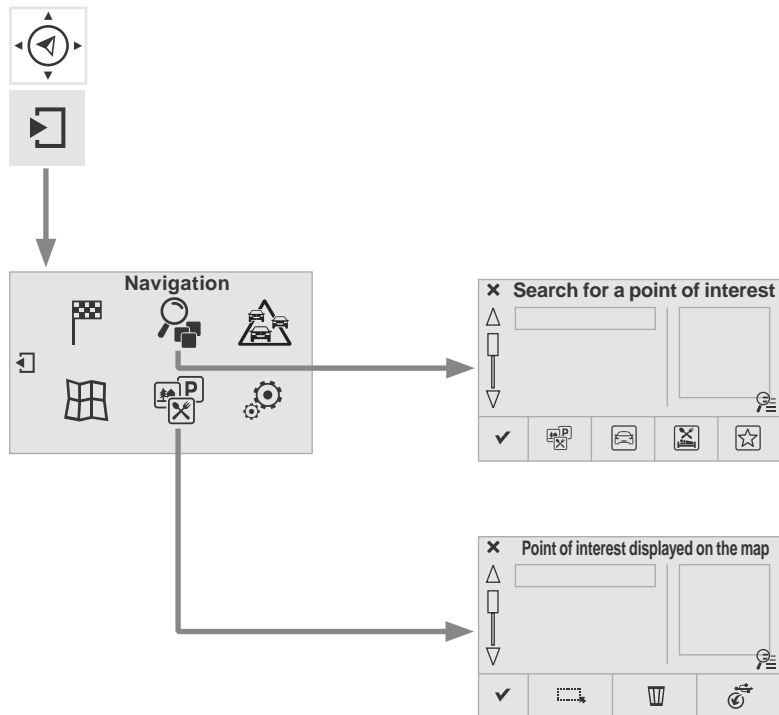 Navigation
P
Search for a point of interest
P
Point of interest displayed on the map